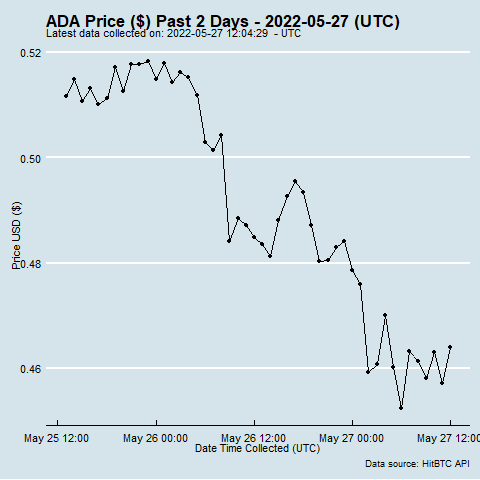 ADA Price ($) Past 2 Days - 2022-05-27 (UTC)
Latest data collected on: 2022-05-27 12:04:29 - UTC
0.52
0.50
0.48
0.46
Price USD ($)
May 25 12:00 May 26 00:00 May 26 12:00 May 27 00:00 May 27 12:00
Date Time Collected (UTC)
Data source: HitBTC API